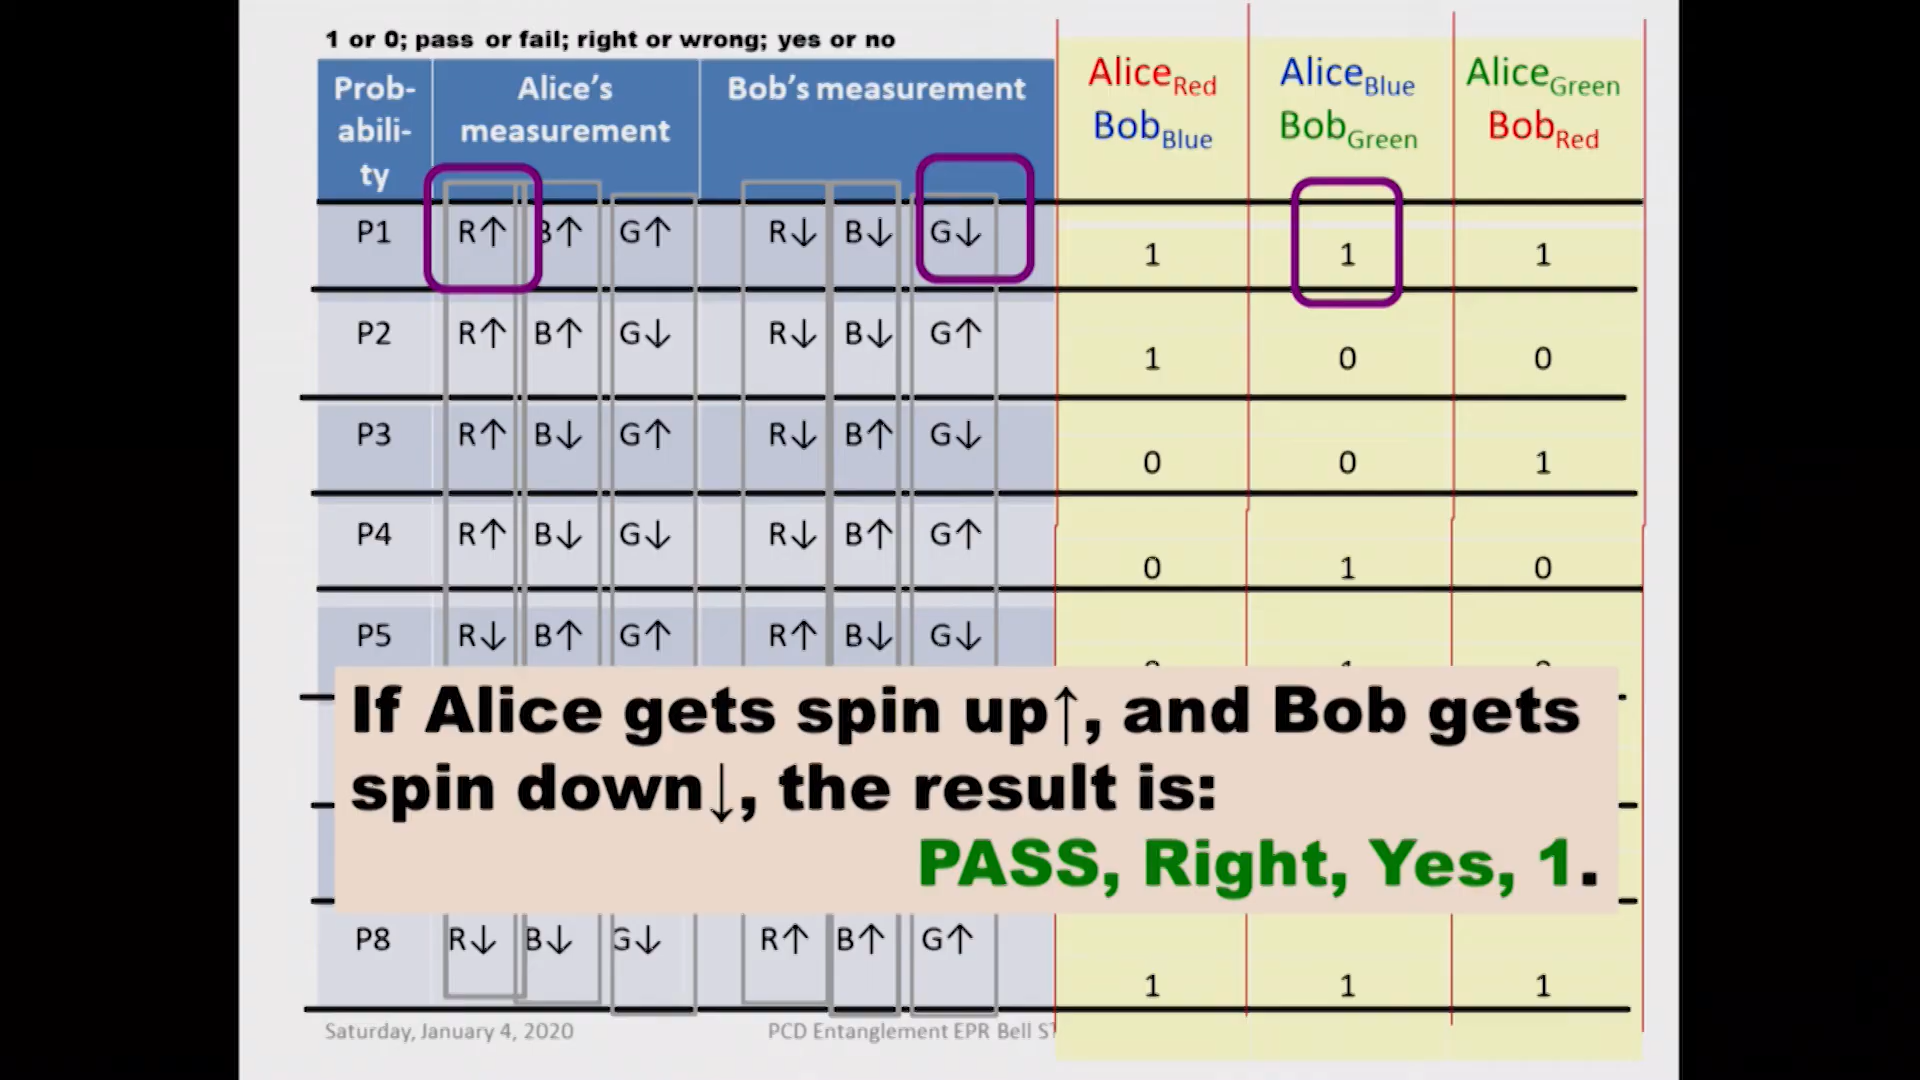 1 or 0; pass or fail; right or wrong; yes or no
Prob-
abili-
ty
Alice's
measurement
Bob's measurement
AliceRed
BobBlue
AliceBlue
BobGreen
AliceGreen
BobRed
P1 R↑ B↑ G↑ R↓ B↓ G↓ 1 1 1
P2 R↑ B↑ G↓ R↓ B↓ G↑ 1 0 0
P3 R↑ B↓ G↑ R↓ B↑ G↓ 0 0 1
P4 R↑ B↓ G↓ R↓ B↑ G↑ 0 1 0
P5 R↓ B↑ G↑ R↑ B↓ G↓
If Alice gets spin up↑, and Bob gets
spin down↓, the result is:
PASS, Right, Yes, 1.
P8 R↓ B↓ G↓ R↑ B↑ G↑ 1 1 1
Saturday, January 4, 2020
PCD Entanglement EPR Bell